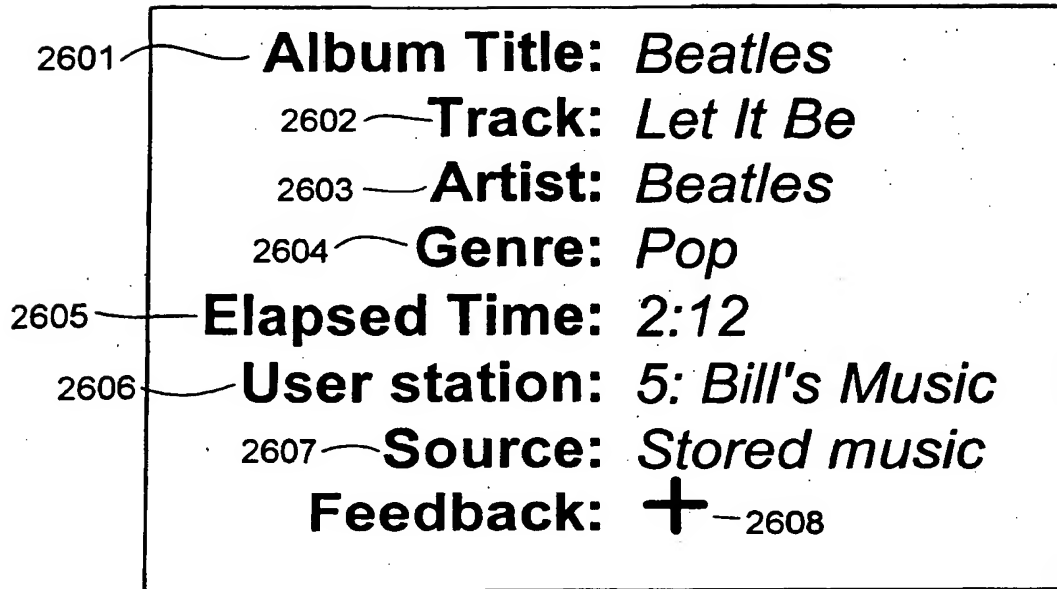 2601 Album Title: Beatles
2602 Track: Let It Be
2603 Artist: Beatles
2604 Genre: Pop
2605 Elapsed Time: 2:12
2606 User station: 5: Bill's Music
2607 Source: Stored music
Feedback: + 2608